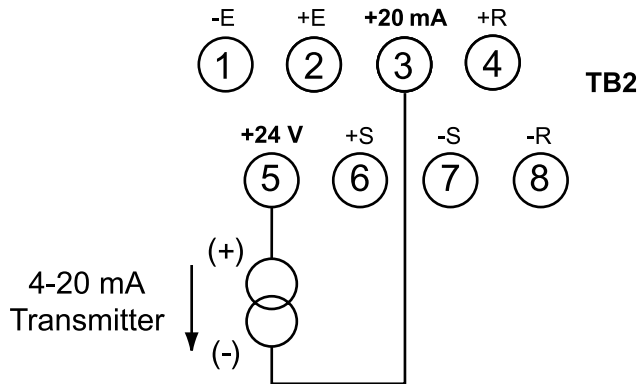 -E +E +20 mA +R
1 2 3 4
TB2
+24 V +S -S -R
5 6 7 8
(+)
4-20 mA
Transmitter
(-)